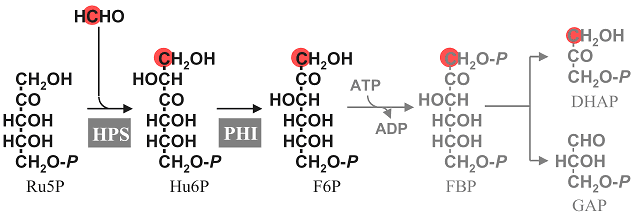 HCHO
CH₂OH
CO
HCOH
HCOH
CH₂O-P
Ru5P
HPS
CH₂OH
HOCH
CO
HCOH
HCOH
CH₂O-P
Hu6P
PHI
CH₂OH
CO
HOCH
HCOH
HCOH
CH₂O-P
F6P
ATP
ADP
CH₂O-P
CO
HOCH
HCOH
HCOH
CH₂O-P
FBP
CH₂OH
CO
CH₂O-P
DHAP
CHO
HCOH
CH₂O-P
GAP